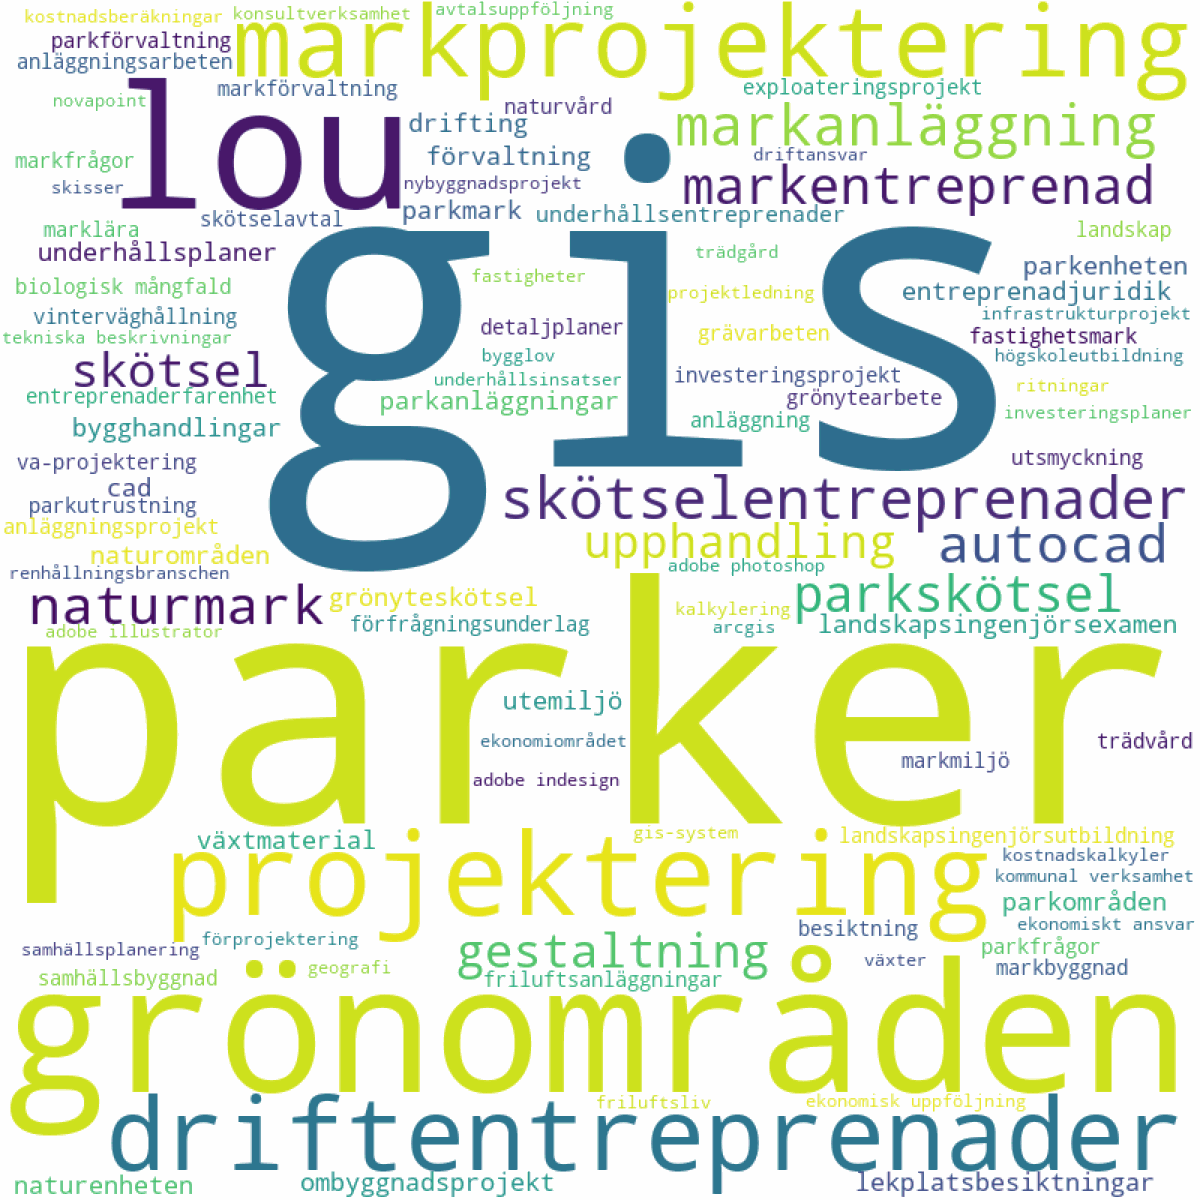 kostnadsberäkningar
konsultverksamhet
avtalsuppföljning
markprojektering
parkförvaltning
anläggningsarbeten
markförvaltning
exploateringsprojekt
novapoint
lou
naturvård
drifting
markanläggning
markfrågor
förvaltning
driftansvar
skisser
nybyggnadsprojekt
markentreprenad
skötselavtal
parkmark
underhållsentreprenader
marklära
landskap
underhållsplaner
trädgård
gis
fastigheter
parkenheten
biologisk mångfald
projektledning
entreprenadjuridik
vinterväghållning
infrastrukturprojekt
detaljplaner
grävarbeten
fastighetsmark
tekniska beskrivningar
bygglov
högskoleutbildning
skötsel
underhållsinsatser
investeringsprojekt
ritningar
entreprenaderfarenhet
parkanläggningar
grönytearbete
investeringsplaner
bygghandlingar
anläggning
va-projektering
utsmyckning
cad
parkutrustning
skötselentreprenader
anläggningsprojekt
upphandling
autocad
naturområden
renhållningsbranschen
adobe photoshop
naturmark
grönyteskötsel
kalkylering
parkskötsel
adobe illustrator
förfrågningsunderlag
arcgis
landskapsingenjörsexamen
parker
utemiljö
ekonomiområdet
trädvård
markmiljö
adobe indesign
växtmaterial
gis-system
landskapsingenjörsutbildning
projektering
kostnadskalkyler
kommunal verksamhet
parkområden
besiktning
ekonomiskt ansvar
samhällsplanering
förprojektering
gestaltning
parkfrågor
växter
markbyggnad
samhällsbyggnad
geografi
friluftsanläggningar
grönområden
friluftsliv
ekonomisk uppföljning
driftentreprenader
naturenheten
ombyggnadsprojekt
lekplatsbesiktningar